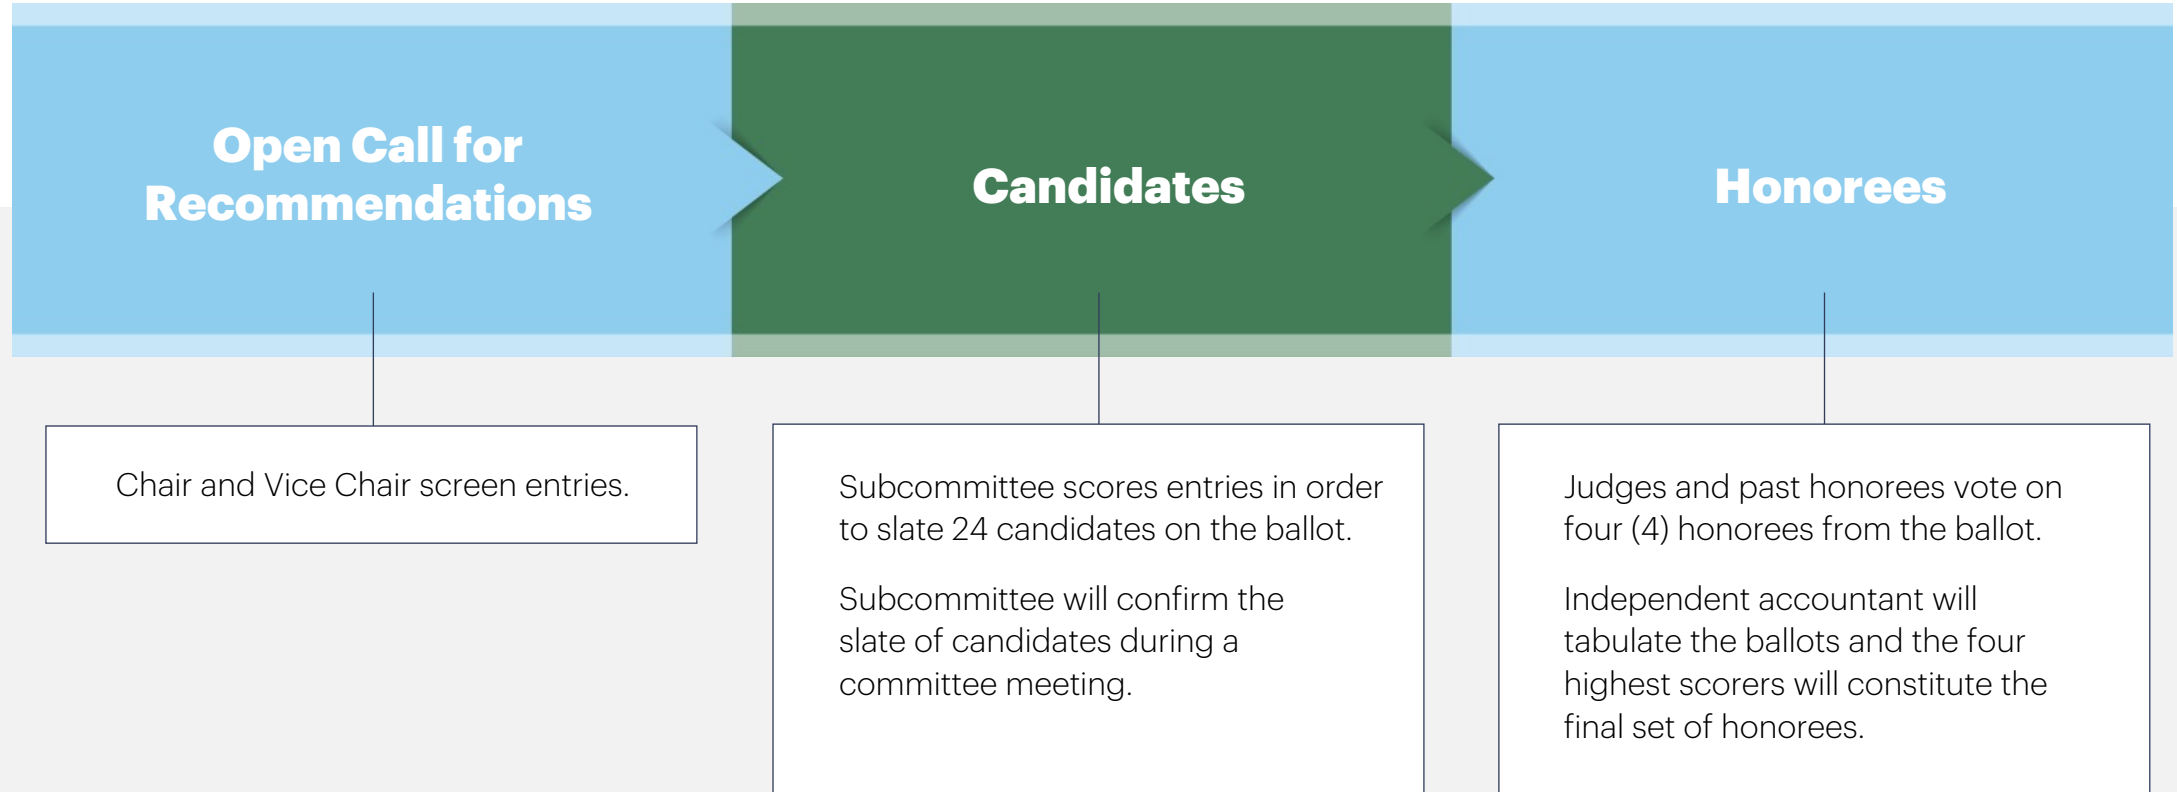 Open Call for
Recommendations
Candidates
Honorees
Chair and Vice Chair screen entries.
Subcommittee scores entries in order
to slate 24 candidates on the ballot.
Subcommittee will confirm the
slate of candidates during a
committee meeting.
Judges and past honorees vote on
four (4) honorees from the ballot.
Independent accountant will
tabulate the ballots and the four
highest scorers will constitute the
final set of honorees.